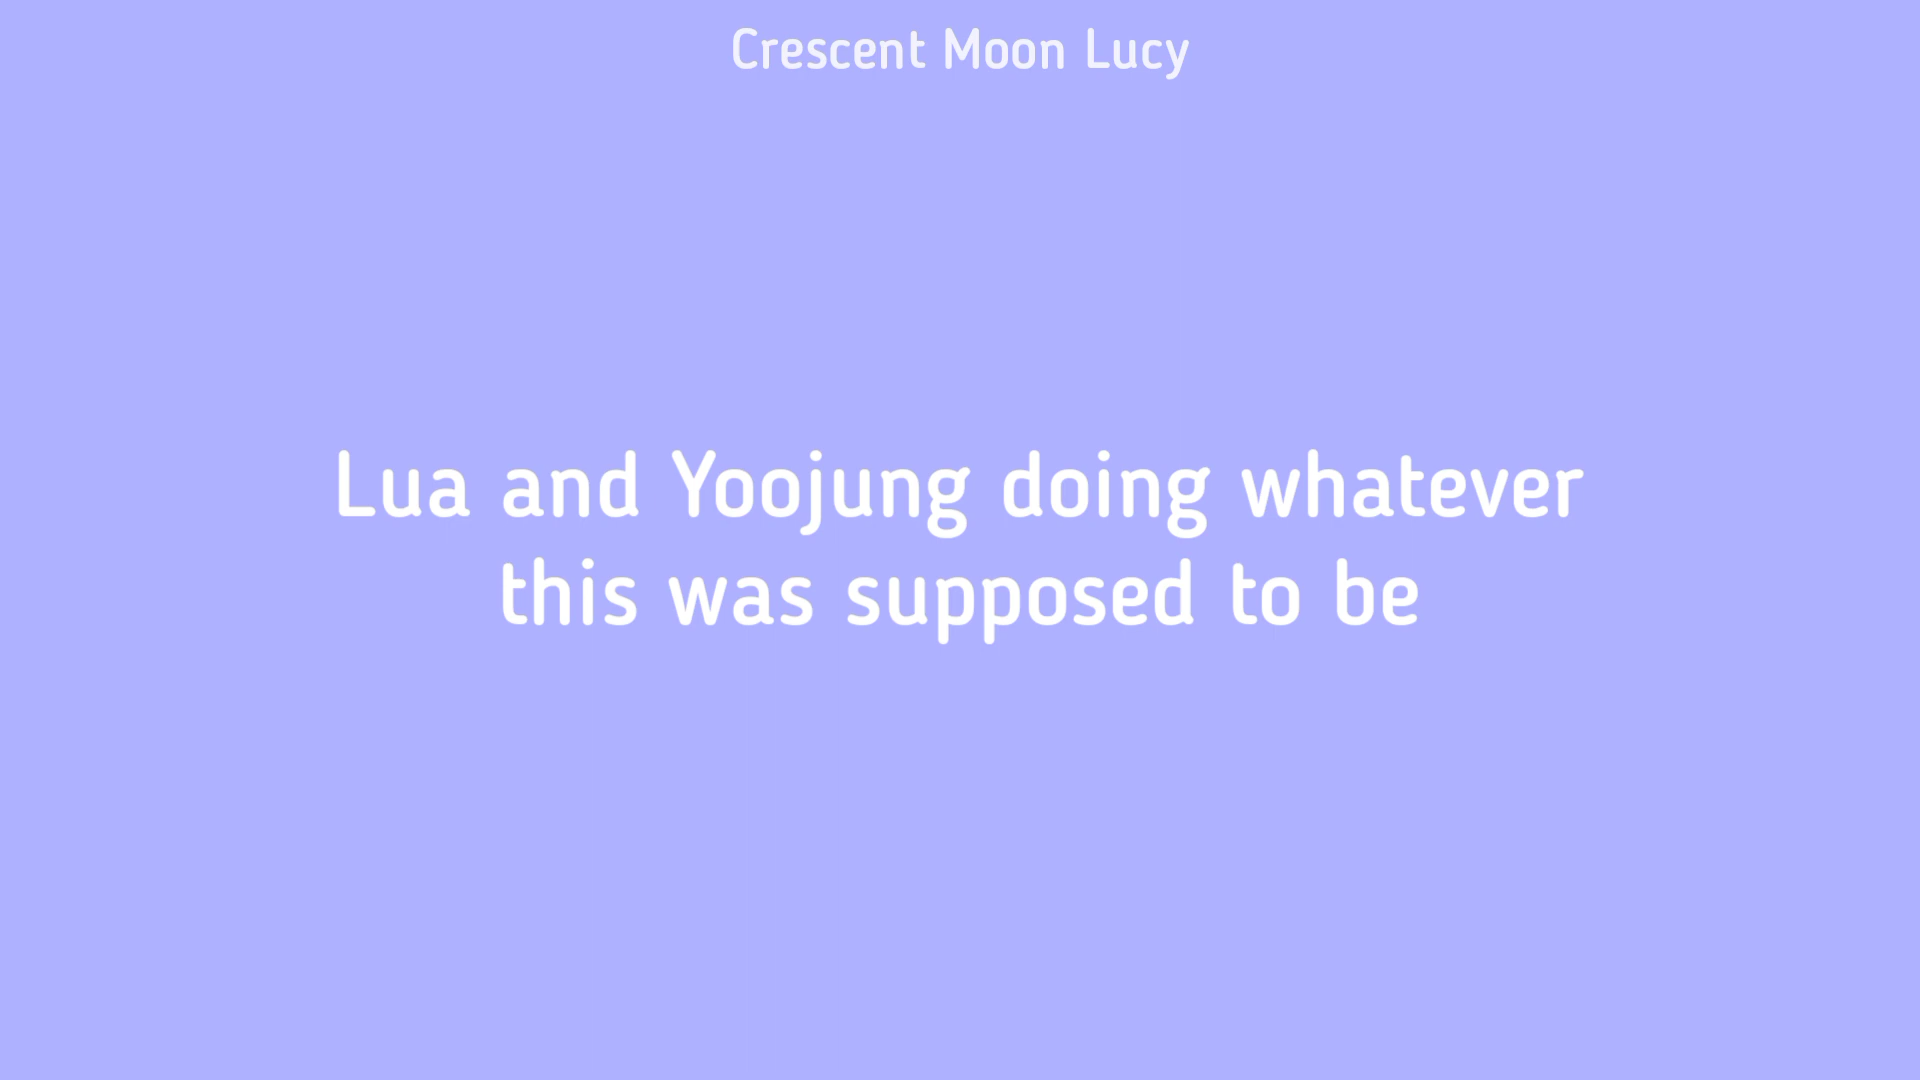 Crescent Moon Lucy
Lua and Yoojung doing whatever
this was supposed to be